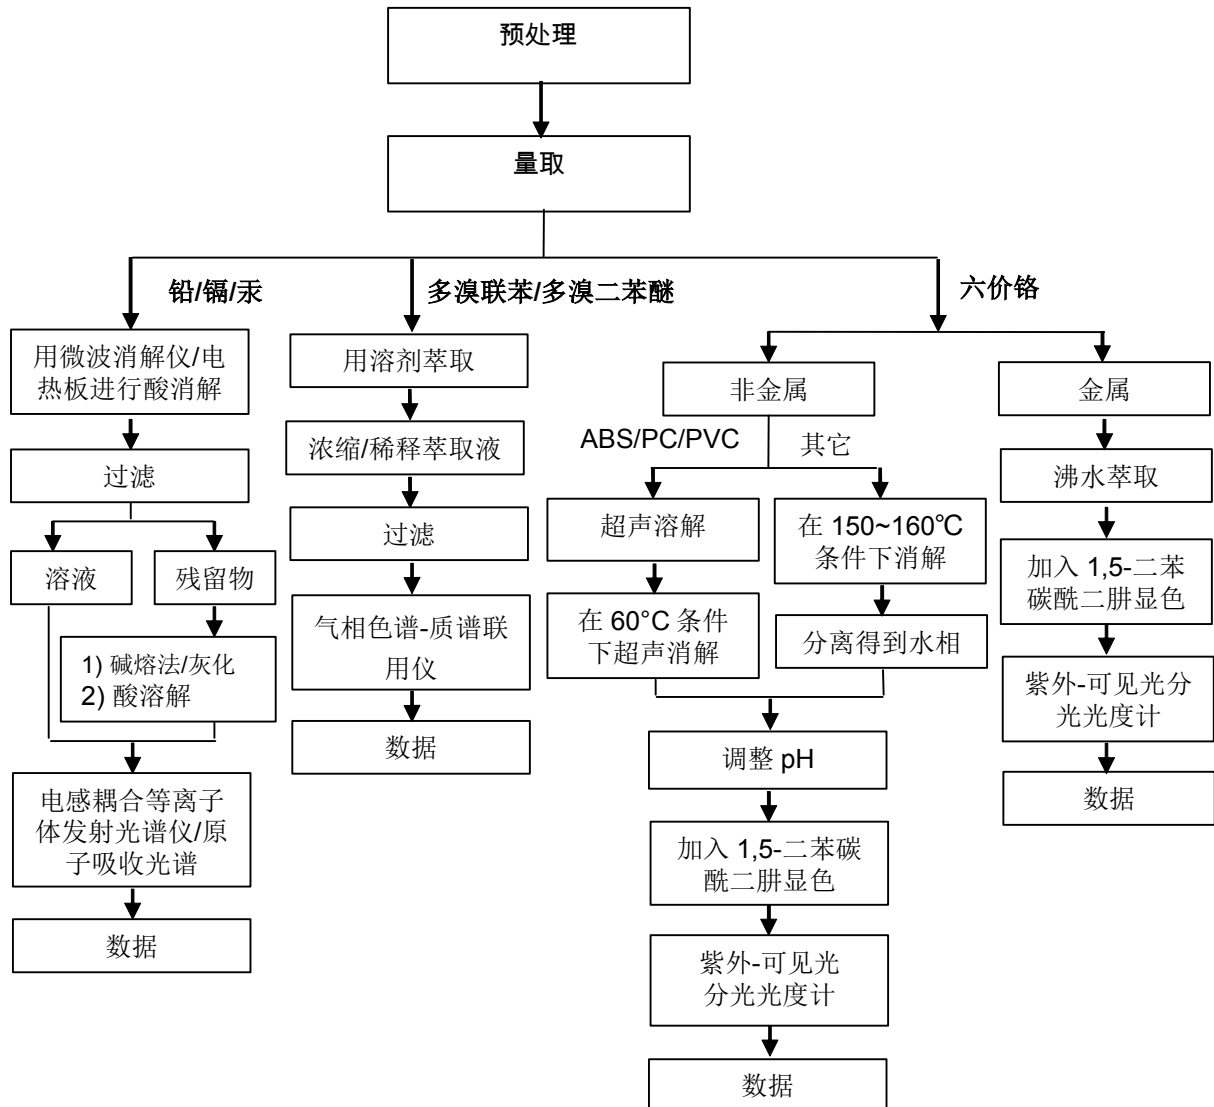 预处理
量取
铅/镉/汞
多溴联苯/多溴二苯醚
六价铬
用微波消解仪/电
热板进行酸消解
过滤
溶液
残留物
1) 碱熔法/灰化
2) 酸溶解
电感耦合等离子
体发射光谱仪/原
子吸收光谱
数据
用溶剂萃取
浓缩/稀释萃取液
过滤
气相色谱-质谱联
用仪
数据
非金属
ABS/PC/PVC
其它
超声溶解
在 60°C 条件
下超声消解
在 150~160℃
条件下消解
分离得到水相
调整 pH
加入 1,5-二苯碳
酰二肼显色
紫外-可见光
分光光度计
数据
金属
沸水萃取
加入 1,5-二苯
碳酰二肼显色
紫外-可见光分
光光度计
数据